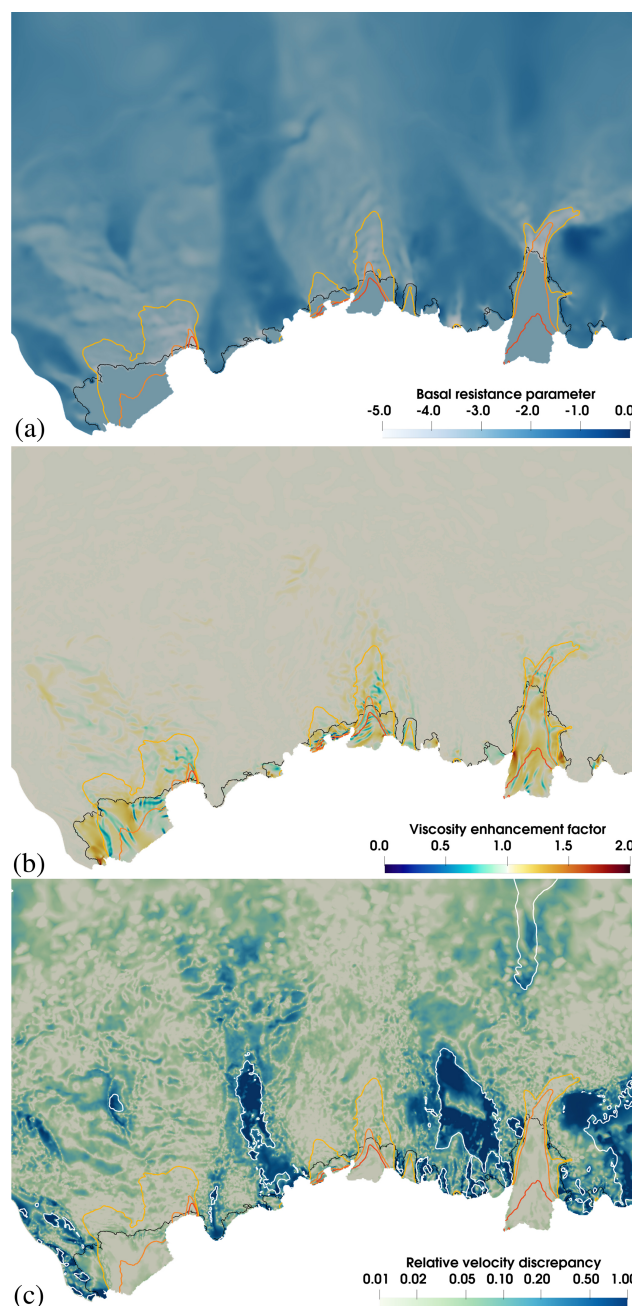 Basal resistance parameter
-5.0 -4.0 -3.0 -2.0 -1.0 0.0
(a)
Viscosity enhancement factor
0.0 0.5 1.0 1.5 2.0
(b)
Relative velocity discrepancy
0.01 0.02 0.05 0.10 0.20 0.50 1.00
(c)